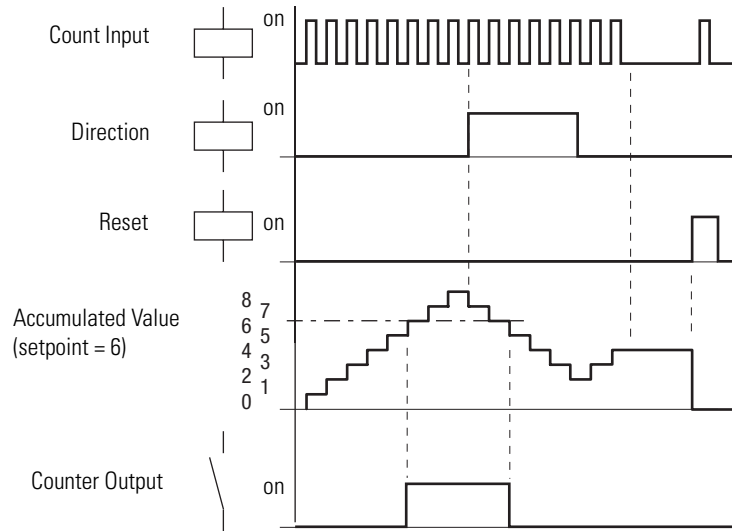 Count Input on
Direction on
Reset on
Accumulated Value
(setpoint = 6)
8
7
6
5
4
3
2
1
0
Counter Output on